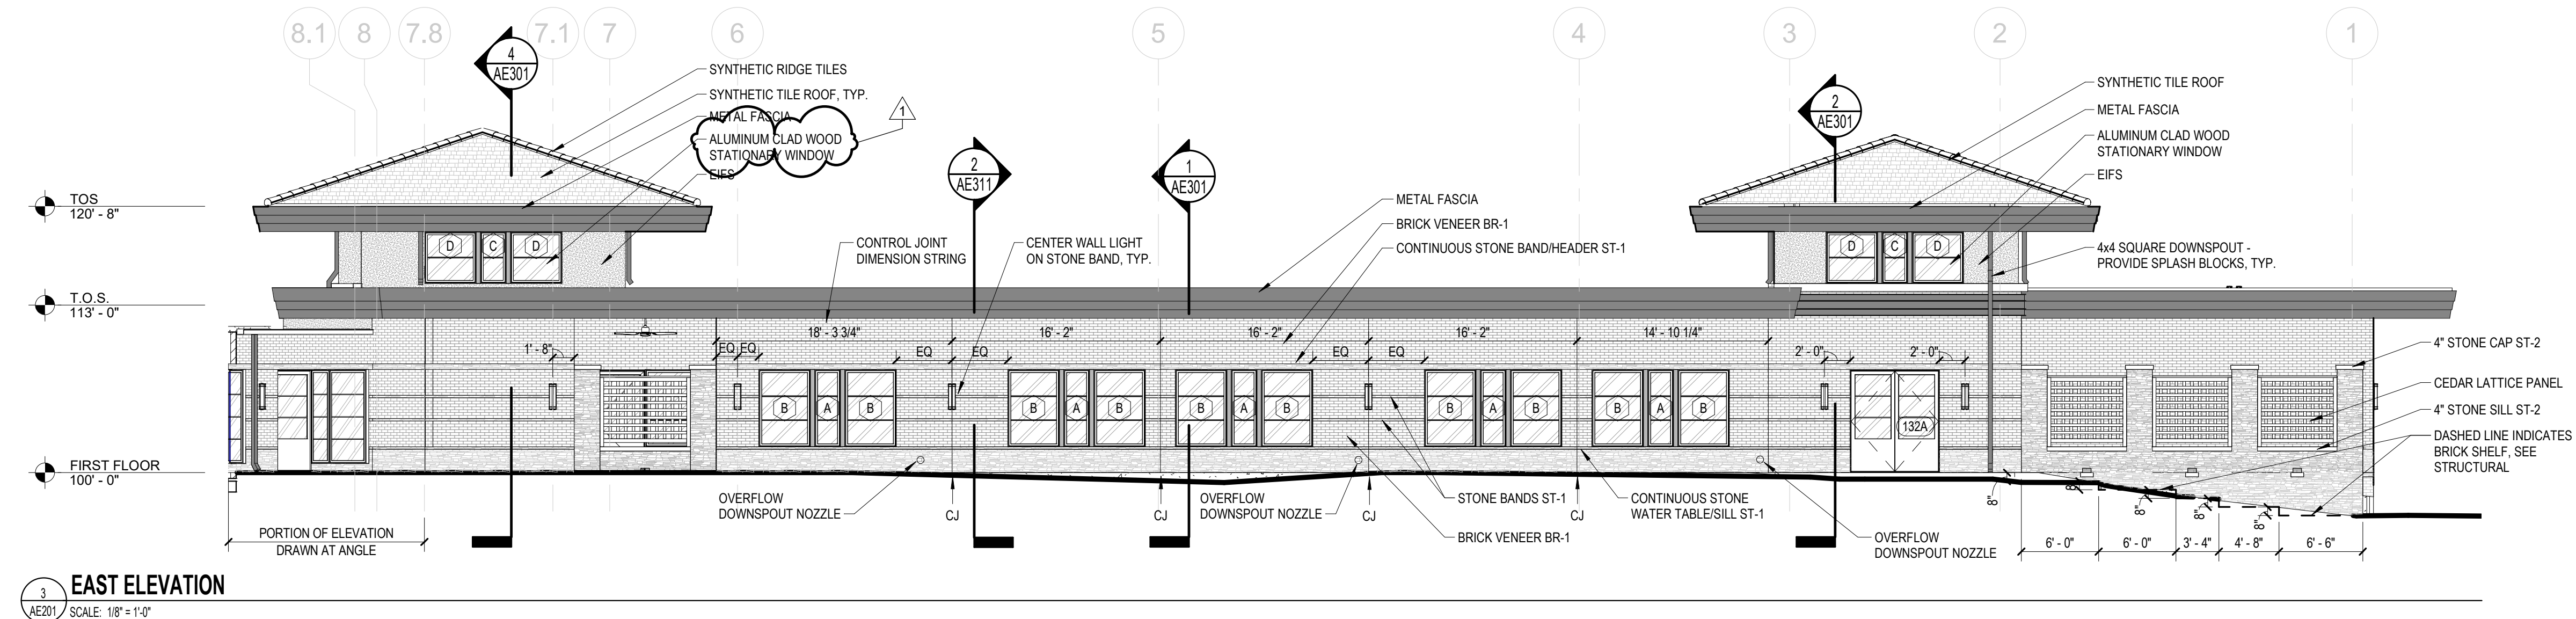 8.1
8
7.8
7.1
7
6
5
4
3
2
1
4
AE301
SYNTHETIC RIDGE TILES
SYNTHETIC TILE ROOF, TYP.
METAL FASCIA
ALUMINUM CLAD WOOD
STATIONARY WINDOW
EIFS
1
2
AE311
1
AE301
2
AE301
SYNTHETIC TILE ROOF
METAL FASCIA
ALUMINUM CLAD WOOD
STATIONARY WINDOW
EIFS
4x4 SQUARE DOWNSPOUT -
PROVIDE SPLASH BLOCKS, TYP.
TOS
120' - 8"
T.O.S.
113' - 0"
FIRST FLOOR
100' - 0"
D C D
D C D
CONTROL JOINT
DIMENSION STRING
CENTER WALL LIGHT
ON STONE BAND, TYP.
METAL FASCIA
BRICK VENEER BR-1
CONTINUOUS STONE BAND/HEADER ST-1
18' - 3 3/4"
16' - 2"
16' - 2"
16' - 2"
14' - 10 1/4"
1' - 8"
EQ EQ
EQ EQ
EQ EQ
2' - 0"
2' - 0"
B A B
B A B
B A B
B A B
B A B
132A
4" STONE CAP ST-2
CEDAR LATTICE PANEL
4" STONE SILL ST-2
DASHED LINE INDICATES
BRICK SHELF, SEE
STRUCTURAL
OVERFLOW
DOWNSPOUT NOZZLE
CJ
CJ
OVERFLOW
DOWNSPOUT NOZZLE
CJ
STONE BANDS ST-1
BRICK VENEER BR-1
CJ
CONTINUOUS STONE
WATER TABLE/SILL ST-1
OVERFLOW
DOWNSPOUT NOZZLE
8"
8"
8"
8"
8"
6' - 0"
6' - 0"
3' - 4"
4' - 8"
6' - 6"
PORTION OF ELEVATION
DRAWN AT ANGLE
3
AE201
EAST ELEVATION
SCALE: 1/8" = 1'-0"